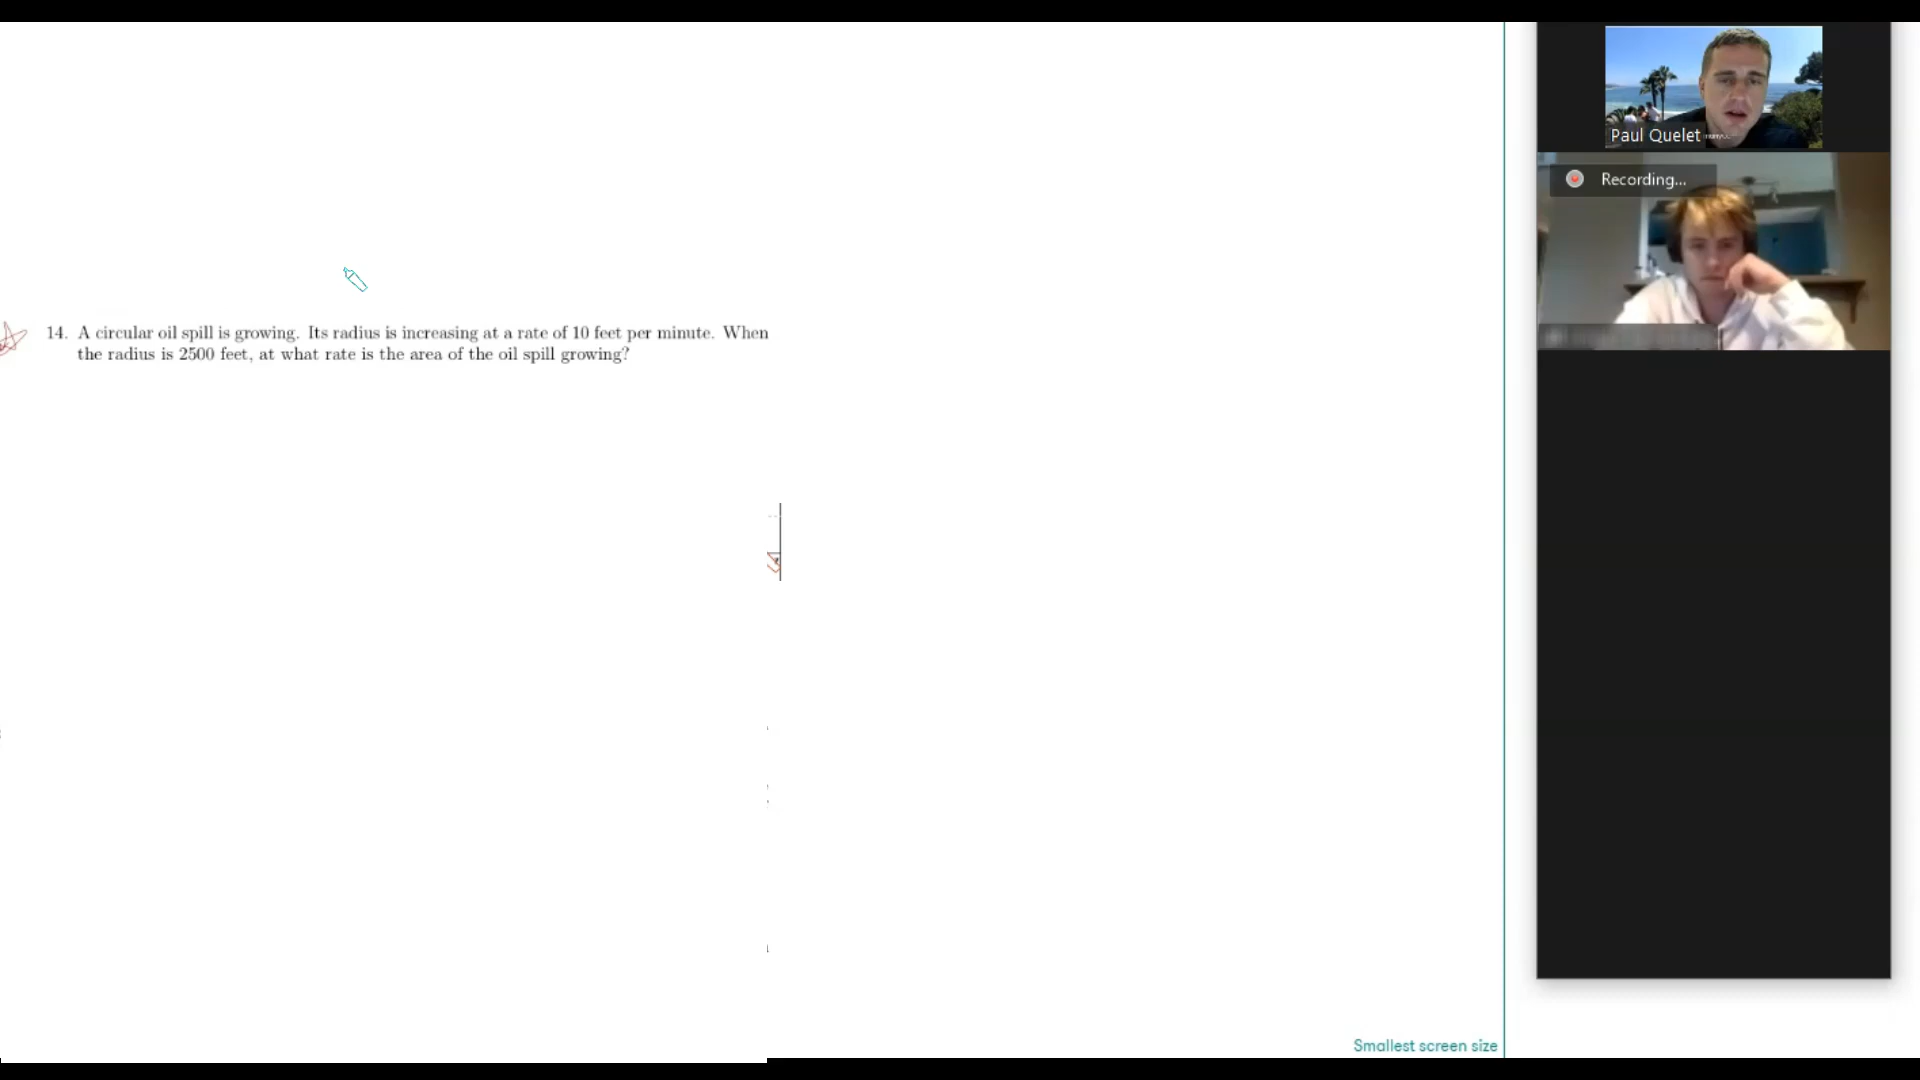 14. A circular oil spill is growing. Its radius is increasing at a rate of 10 feet per minute. When
the radius is 2500 feet, at what rate is the area of the oil spill growing?
Paul Quelet
Recording...
Smallest screen size